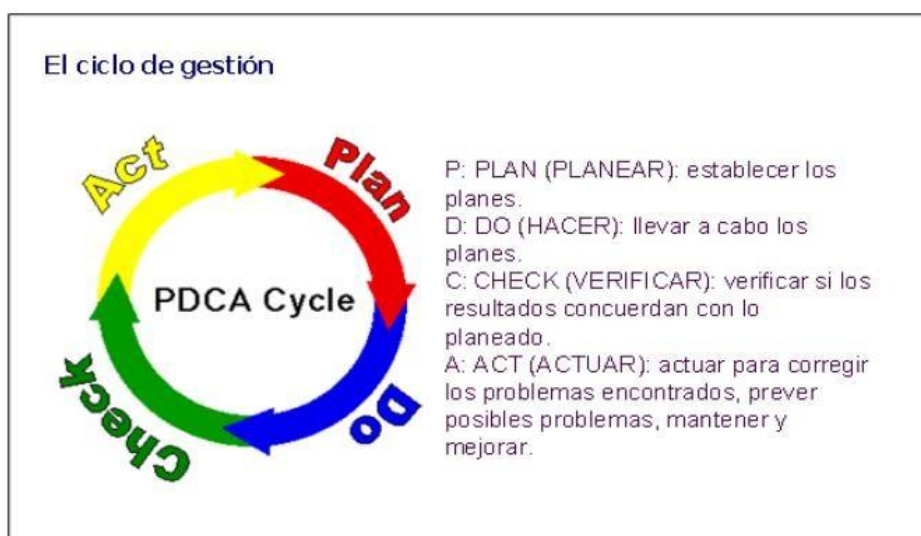 El ciclo de gestión
Act
Plan
PDCA Cycle
Check
Do
P: PLAN (PLANEAR): establecer los
planes.
D: DO (HACER): llevar a cabo los
planes.
C: CHECK (VERIFICAR): verificar si los
resultados concuerdan con lo
planeado.
A: ACT (ACTUAR): actuar para corregir
los problemas encontrados, prever
posibles problemas, mantener y
mejorar.